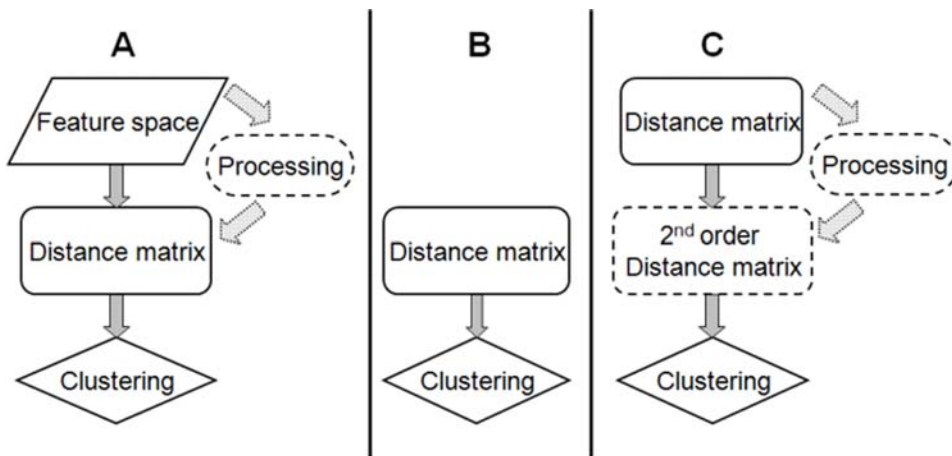 A
Feature space
Processing
Distance matrix
Clustering
B
Distance matrix
Clustering
C
Distance matrix
Processing
2nd order
Distance matrix
Clustering